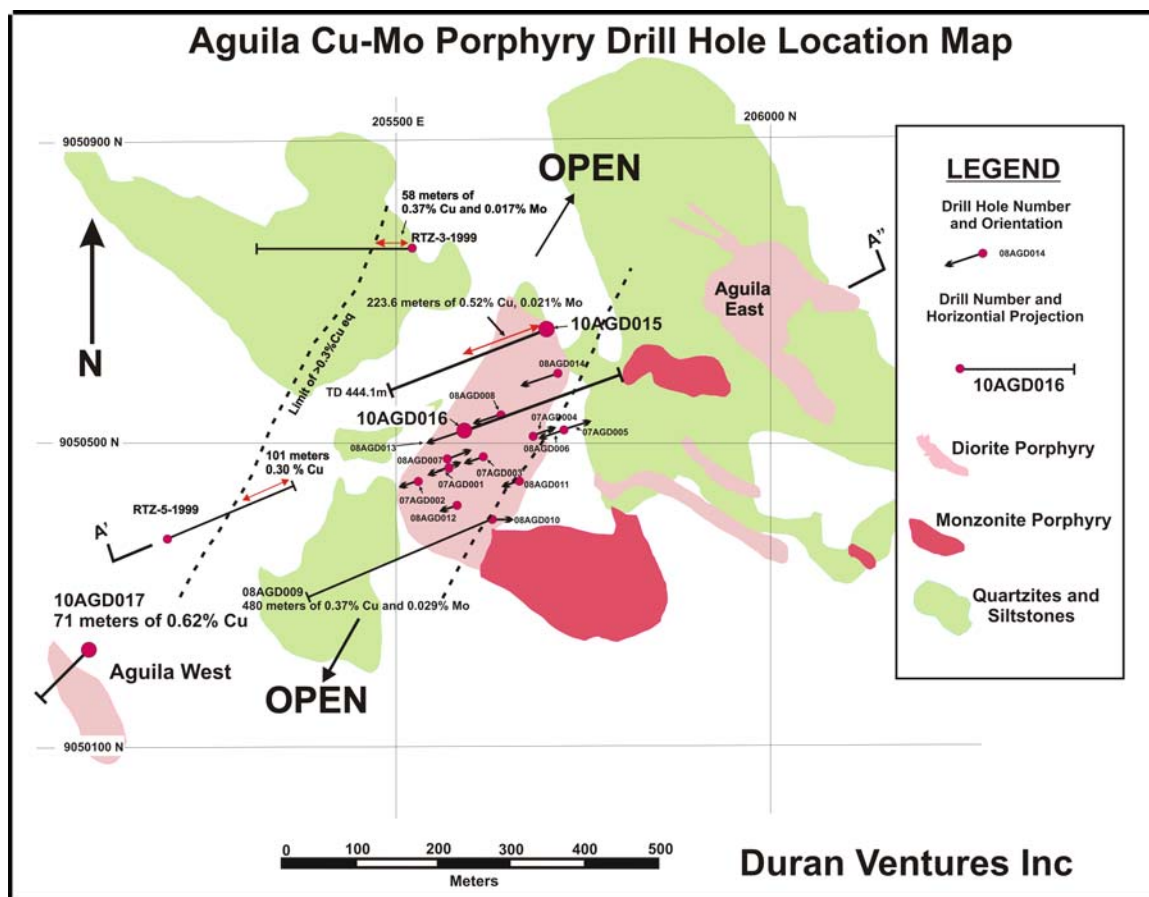 Aguila Cu-Mo Porphyry Drill Hole Location Map
205500 E
206000 N
9050900 N
OPEN
58 meters of
0.37% Cu and 0.017% Mo
RTZ-3-1999
A"
N
Limit of >0.3%Cu eq
223.6 meters of 0.52% Cu, 0.021% Mo
10AGD015
Aguila
East
TD 444.1m
08AGD014
08AGD008
10AGD016
07AGD004
07AGD005
9050500 N
08AGD013
08AGD006
101 meters
0.30 % Cu
08AGD007
07AGD003
07AGD001
08AGD011
07AGD002
08AGD012
08AGD010
RTZ-5-1999
A'
08AGD009
480 meters of 0.37% Cu and 0.029% Mo
10AGD017
71 meters of 0.62% Cu
Aguila West
OPEN
9050100 N
LEGEND
Drill Hole Number
and Orientation
08AGD014
Drill Number and
Horizontial Projection
10AGD016
Diorite Porphyry
Monzonite Porphyry
Quartzites and
Siltstones
0 100 200 300 400 500
Meters
Duran Ventures Inc